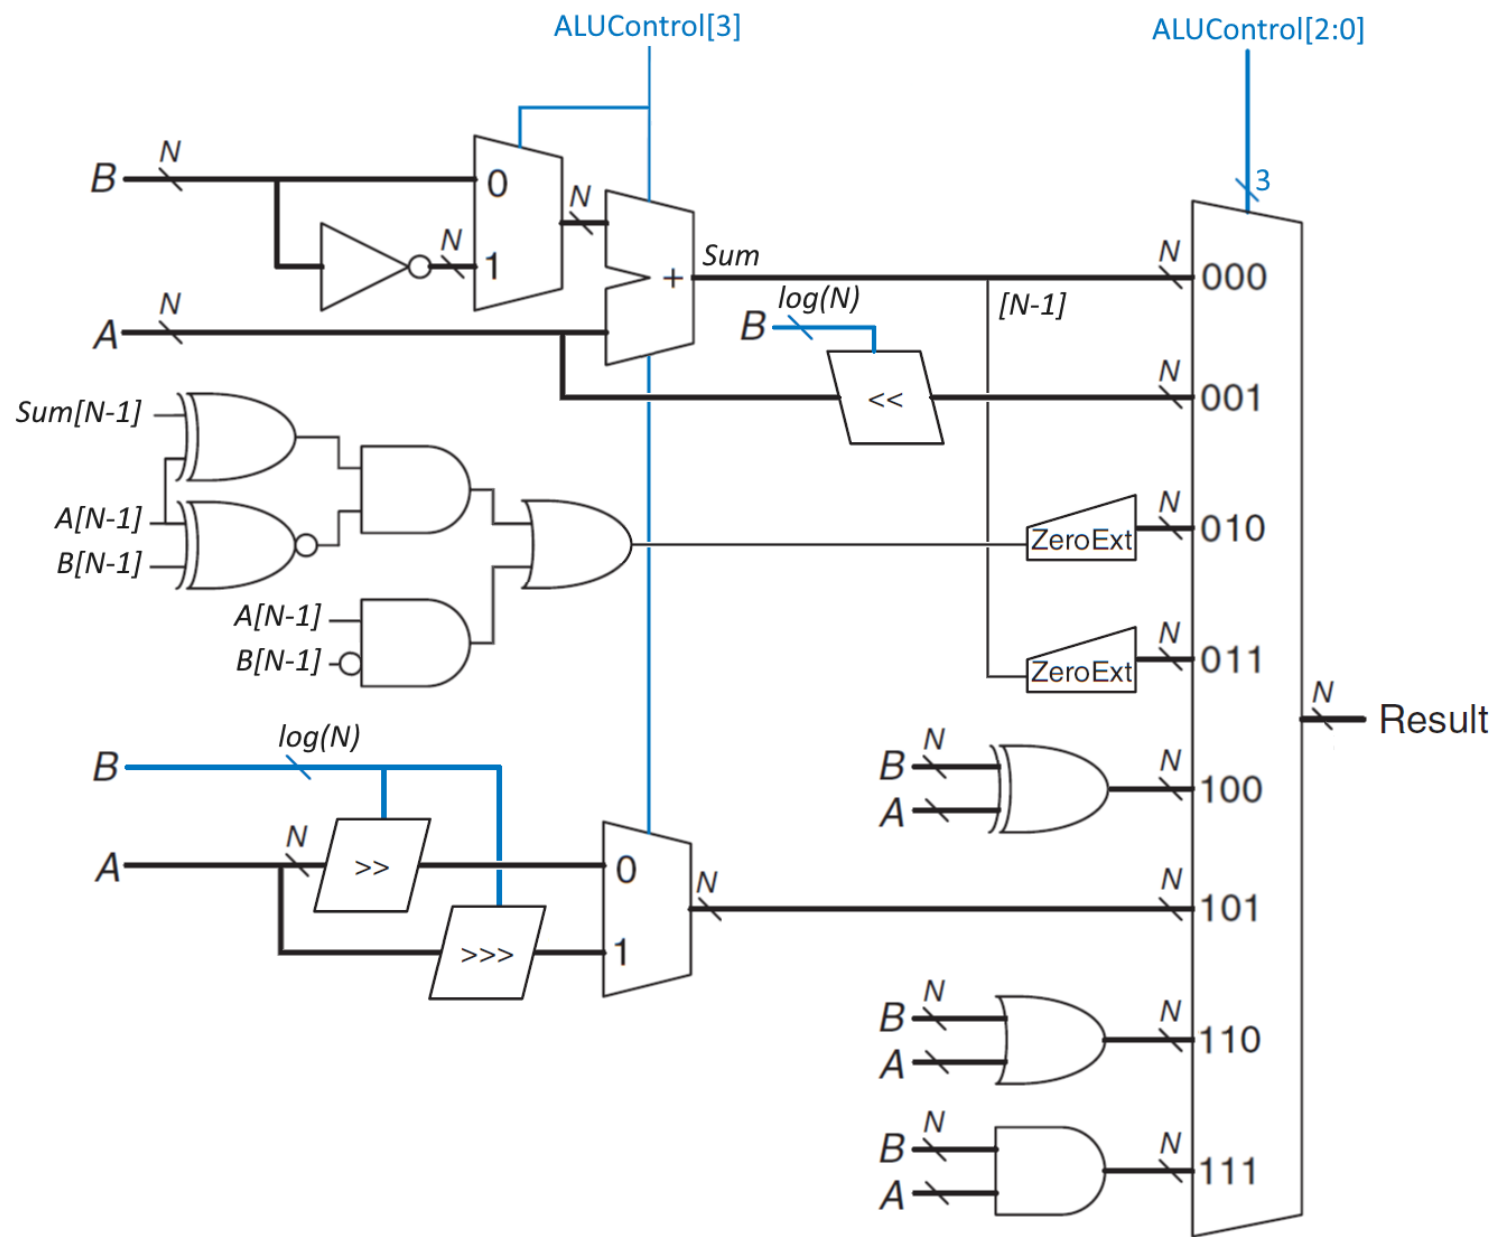 ALUControl[3]
ALUControl[2:0]
N
B
0
N
3
N
1
Sum
N
000
+
N
A
log(N)
[N-1]
B
N
001
<<
Sum[N-1]
A[N-1]
B[N-1]
N
010
ZeroExt
A[N-1]
B[N-1]
N
011
ZeroExt
N
Result
log(N)
B
N
B
A
N
100
N
A
>>
0
N
N
101
>>>
1
N
B
A
N
110
N
B
A
N
111